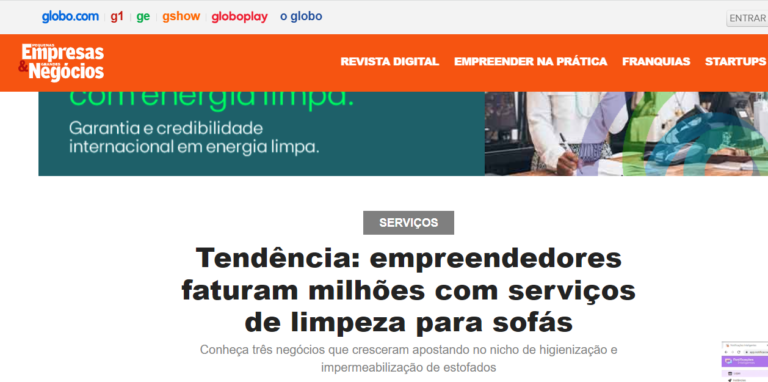 globo.com g1 ge gshow globoplay o globo
ENTRAR
PEQUENAS
Empresas
GRANDES
& Negócios
REVISTA DIGITAL EMPREENDER NA PRÁTICA FRANQUIAS STARTUPS
com energia limpa.
Garantia e credibilidade
internacional em energia limpa.
SERVIÇOS
Tendência: empreendedores
faturam milhões com serviços
de limpeza para sofás
Conheça três negócios que cresceram apostando no nicho de higienização e
impermeabilização de estofados